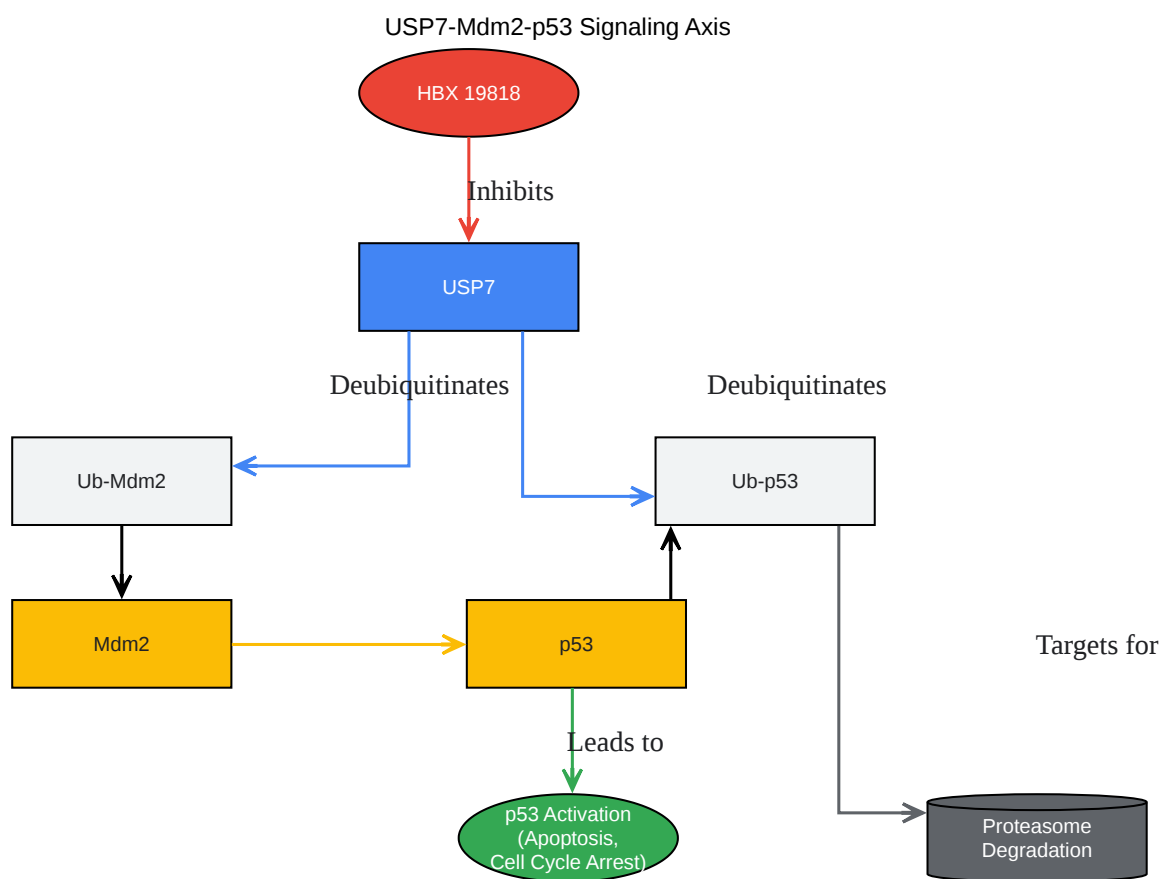 USP7-Mdm2-p53 Signaling Axis
HBX 19818
Inhibits
USP7
Deubiquitinates
Deubiquitinates
Ub-Mdm2
Ub-p53
Mdm2
p53
Targets for
Leads to
p53 Activation
(Apoptosis,
Cell Cycle Arrest)
Proteasome
Degradation